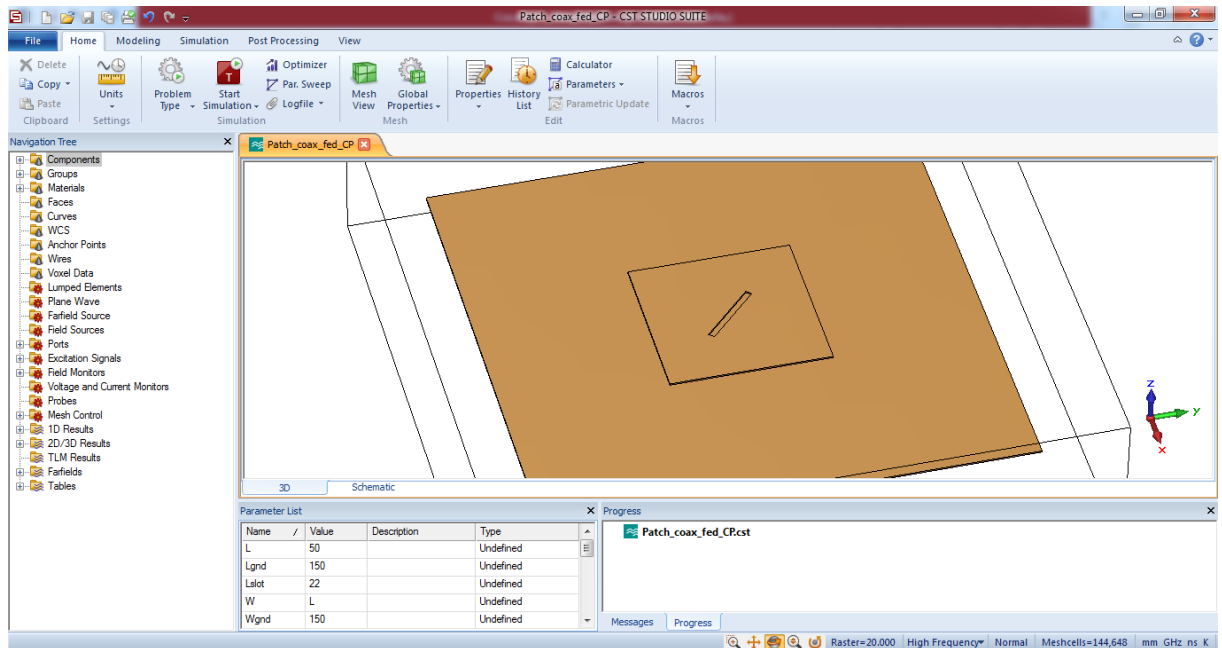 Patch_coax_fed_CP - CST STUDIO SUITE
File Home Modeling Simulation Post Processing View
Delete
Copy
Paste
Clipboard
Units
Settings
Problem Type
Start Simulation
Optimizer
Par. Sweep
Logfile
Simulation
Mesh View
Global Properties
Mesh
Properties
History List
Calculator
Parameters
Parametric Update
Edit
Macros
Macros
Navigation Tree
Components
Groups
Materials
Faces
Curves
WCS
Anchor Points
Wires
Voxel Data
Lumped Elements
Plane Wave
Farfield Source
Field Sources
Ports
Excitation Signals
Field Monitors
Voltage and Current Monitors
Probes
Mesh Control
1D Results
2D/3D Results
TLM Results
Farfields
Tables
Patch_coax_fed_CP
z
y
x
3D Schematic
Parameter List
Name / Value Description Type
L 50 Undefined
Lgnd 150 Undefined
Lslot 22 Undefined
W L Undefined
Wgnd 150 Undefined
Progress
Patch_coax_fed_CP.cst
Messages Progress
Raster=20.000 High Frequency Normal Meshcells=144,648 mm GHz ns K